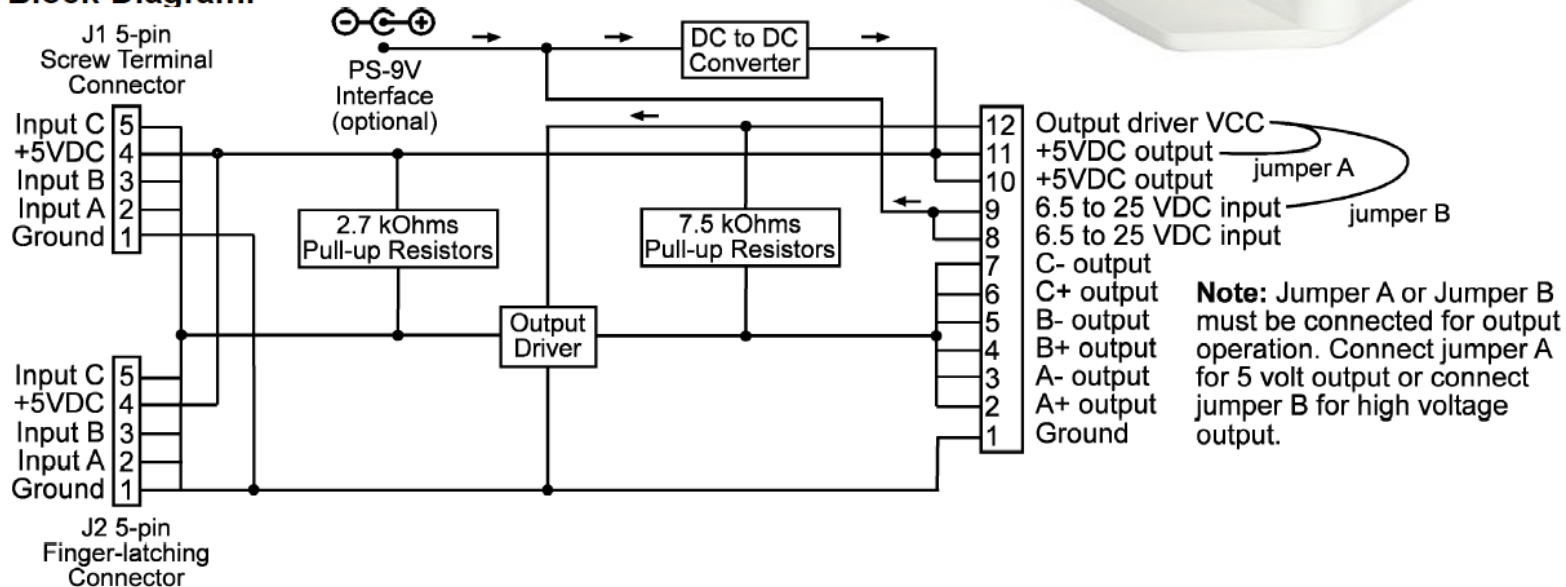 Block Diagram:
J1 5-pin
Screw Terminal
Connector
Input C 5
+5VDC 4
Input B 3
Input A 2
Ground 1
PS-9V
Interface
(optional)
DC to DC
Converter
2.7 kOhms
Pull-up Resistors
7.5 kOhms
Pull-up Resistors
Output
Driver
Input C 5
+5VDC 4
Input B 3
Input A 2
Ground 1
J2 5-pin
Finger-latching
Connector
12 Output driver VCC
11 +5VDC output
jumper A
10 +5VDC output
9 6.5 to 25 VDC input
jumper B
8 6.5 to 25 VDC input
7 C- output
6 C+ output
5 B- output
4 B+ output
3 A- output
2 A+ output
1 Ground
Note: Jumper A or Jumper B
must be connected for output
operation. Connect jumper A
for 5 volt output or connect
jumper B for high voltage
output.